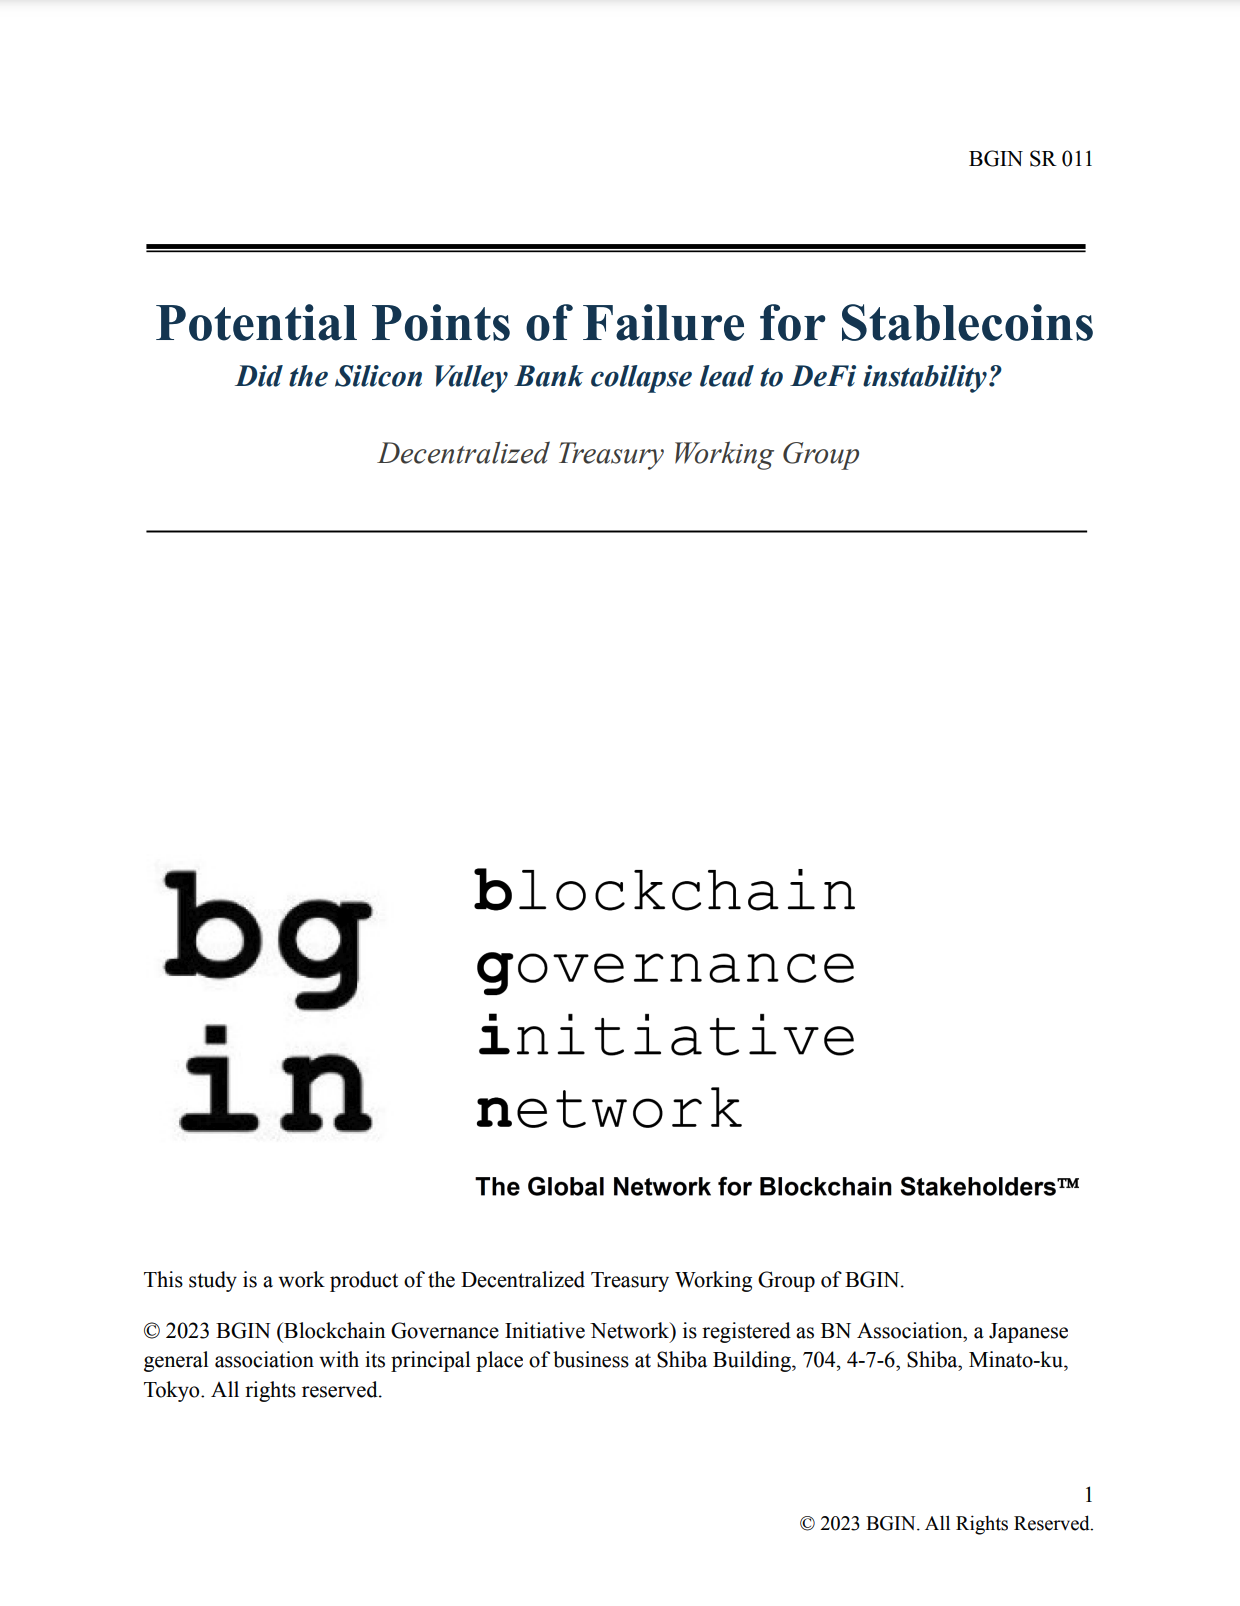 BGIN SR 011
Potential Points of Failure for Stablecoins
Did the Silicon Valley Bank collapse lead to DeFi instability?
Decentralized Treasury Working Group
bg
in
blockchain
governance
initiative
network
The Global Network for Blockchain Stakeholders™
This study is a work product of the Decentralized Treasury Working Group of BGIN.
© 2023 BGIN (Blockchain Governance Initiative Network) is registered as BN Association, a Japanese
general association with its principal place of business at Shiba Building, 704, 4-7-6, Shiba, Minato-ku,
Tokyo. All rights reserved.
1
© 2023 BGIN. All Rights Reserved.